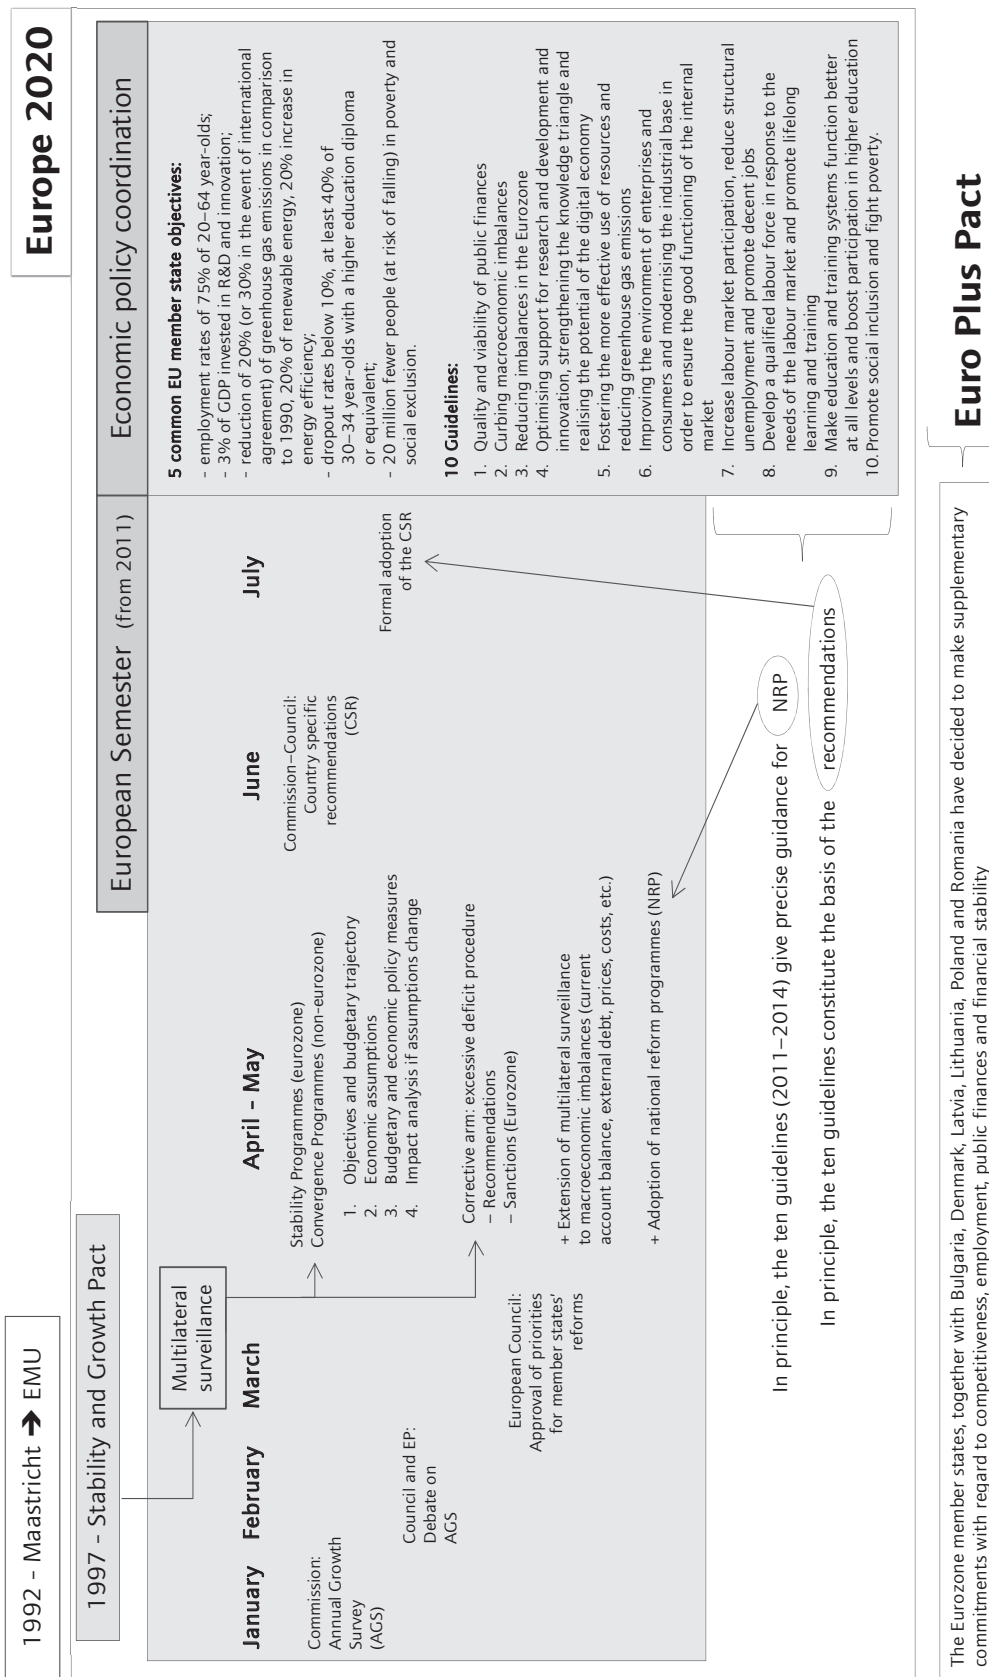 1992 – Maastricht ➔ EMU
Europe 2020
1997 – Stability and Growth Pact
European Semester (from 2011)
Economic policy coordination
Multilateral
surveillance
January
February
March
April – May
June
July
Commission:
Annual Growth
Survey
(AGS)
Council and EP:
Debate on
AGS
European Council:
Approval of priorities
for member states’
reforms
Stability Programmes (eurozone)
Convergence Programmes (non-eurozone)
1. Objectives and budgetary trajectory
2. Economic assumptions
3. Budgetary and economic policy measures
4. Impact analysis if assumptions change
Corrective arm: excessive deficit procedure
– Recommendations
– Sanctions (Eurozone)
+ Extension of multilateral surveillance
to macroeconomic imbalances (current
account balance, external debt, prices, costs, etc.)
+ Adoption of national reform programmes (NRP)
Commission–Council:
Country specific
recommendations
(CSR)
Formal adoption
of the CSR
5 common EU member state objectives:
- employment rates of 75% of 20–64 year-olds;
- 3% of GDP invested in R&D and innovation;
- reduction of 20% (or 30% in the event of international
agreement) of greenhouse gas emissions in comparison
to 1990, 20% of renewable energy, 20% increase in
energy efficiency;
- dropout rates below 10%, at least 40% of
30–34 year-olds with a higher education diploma
or equivalent;
- 20 million fewer people (at risk of falling) in poverty and
social exclusion.
10 Guidelines:
1. Quality and viability of public finances
2. Curbing macroeconomic imbalances
3. Reducing imbalances in the Eurozone
4. Optimising support for research and development and
innovation, strengthening the knowledge triangle and
realising the potential of the digital economy
5. Fostering the more effective use of resources and
reducing greenhouse gas emissions
6. Improving the environment of enterprises and
consumers and modernising the industrial base in
order to ensure the good functioning of the internal
market
7. Increase labour market participation, reduce structural
unemployment and promote decent jobs
8. Develop a qualified labour force in response to the
needs of the labour market and promote lifelong
learning and training
9. Make education and training systems function better
at all levels and boost participation in higher education
10. Promote social inclusion and fight poverty.
In principle, the ten guidelines (2011–2014) give precise guidance for NRP
In principle, the ten guidelines constitute the basis of the recommendations
Euro Plus Pact
The Eurozone member states, together with Bulgaria, Denmark, Latvia, Lithuania, Poland and Romania have decided to make supplementary
commitments with regard to competitiveness, employment, public finances and financial stability